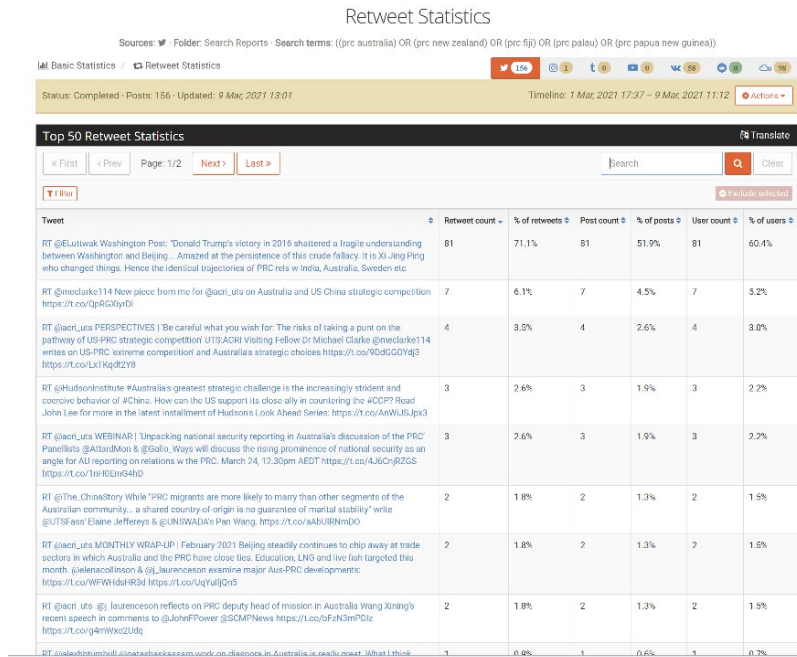 Retweet Statistics
Sources: · Folder: Search Reports · Search terms: ((prc australia) OR (prc new zealand) OR (prc fiji) OR (prc palau) OR (prc papua new guinea))
Basic Statistics / Retweet Statistics
156 1 t 0 0 58 0 98
Status: Completed · Posts: 156 · Updated: 9 Mar, 2021 13:01
Timeline: 1 Mar, 2021 17:37 – 9 Mar, 2021 11:12 Actions
Top 50 Retweet Statistics
Translate
« First ‹ Prev Page: 1/2 Next › Last »
Search Clear
Filter
Exclude selected
Tweet Retweet count % of retweets Post count % of posts User count % of users
RT @ELuttwak Washington Post: "Donald Trump's victory in 2016 shattered a fragile understanding 81 71.1% 81 51.9% 81 60.4%
between Washington and Beijing... Amazed at the persistence of this crude fallacy. It is Xi Jing Ping
who changed things. Hence the identical trajectories of PRC rels w India, Australia, Sweden etc
RT @meclarke114 New piece from me for @acri_uts on Australia and US China strategic competition 7 6.1% 7 4.5% 7 5.2%
https://t.co/QpRGXiyrDl
RT @acri_uts PERSPECTIVES | 'Be careful what you wish for: The risks of taking a punt on the 4 3.5% 4 2.6% 4 3.0%
pathway of US-PRC strategic competition' UTS:ACRI Visiting Fellow Dr Michael Clarke @meclarke114
writes on US-PRC 'extreme competition' and Australia's strategic choices https://t.co/9DdGGOYdj3
https://t.co/LxTKqdt2Y8
RT @HudsonInstitute #Australia's greatest strategic challenge is the increasingly strident and 3 2.6% 3 1.9% 3 2.2%
coercive behavior of #China. How can the US support its close ally in countering the #CCP? Read
John Lee for more in the latest installment of Hudson's Look Ahead Series: https://t.co/AnWiJSJpx3
RT @acri_uts WEBINAR | 'Unpacking national security reporting in Australia's discussion of the PRC' 3 2.6% 3 1.9% 3 2.2%
Panellists @AttardMon & @Gallo_Ways will discuss the rising prominence of national security as an
angle for AU reporting on relations w the PRC. March 24, 12.30pm AEDT https://t.co/4J6CnjRZGS
https://t.co/1nH0EmG4hD
RT @The_ChinaStory While "PRC migrants are more likely to marry than other segments of the 2 1.8% 2 1.3% 2 1.5%
Australian community... a shared country-of-origin is no guarantee of marital stability" write
@UTSFass' Elaine Jeffereys & @UNSWADA's Pan Wang. https://t.co/aAbUlRNmDO
RT @acri_uts MONTHLY WRAP-UP | February 2021 Beijing steadily continues to chip away at trade 2 1.8% 2 1.3% 2 1.5%
sectors in which Australia and the PRC have close ties. Education, LNG and live fish targeted this
month. @elenacollinson & @j_laurenceson examine major Aus-PRC developments:
https://t.co/WFWHdsHR3d https://t.co/UqYulljQn5
RT @acri_uts .@j_laurenceson reflects on PRC deputy head of mission in Australia Wang Xining's 2 1.8% 2 1.3% 2 1.5%
recent speech in comments to @JohnFPower @SCMPNews https://t.co/bFzN3mPDlz
https://t.co/g4mWxo2Udq
RT @alexbhturnbull @natashakassam work on diaspora in Australia is really great. What I think 1 0.9% 1 0.6% 1 0.7%